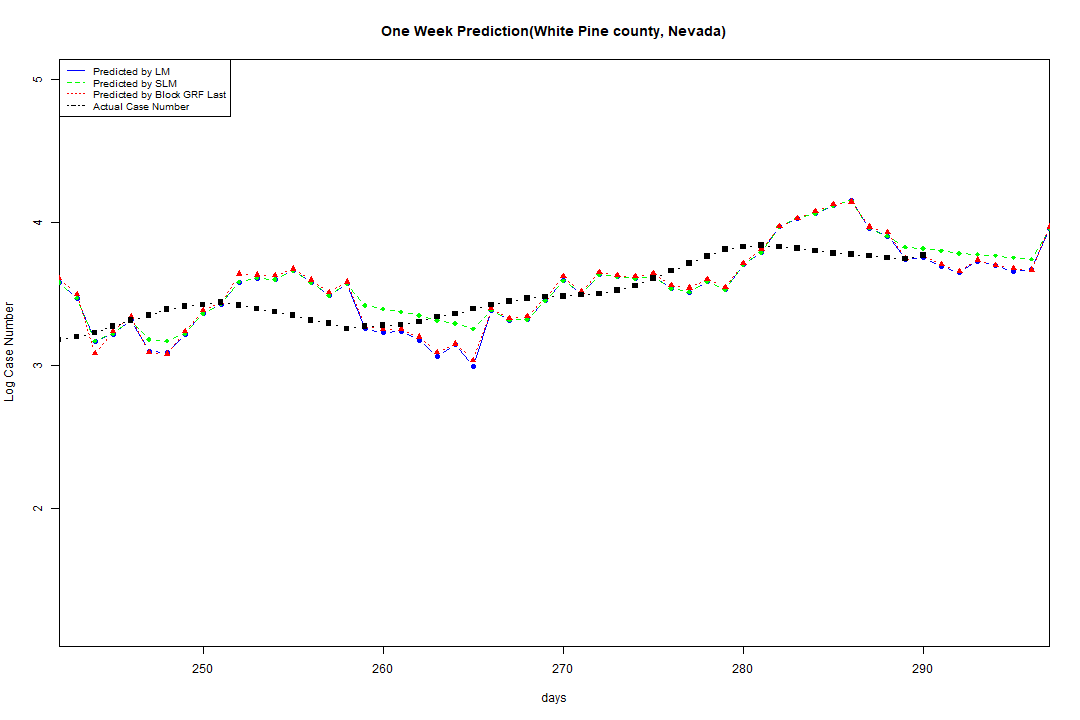 One Week Prediction(White Pine county, Nevada)
Predicted by LM
Predicted by SLM
Predicted by Block GRF Last
Actual Case Number
5
4
3
2
Log Case Number
250
260
270
280
290
days